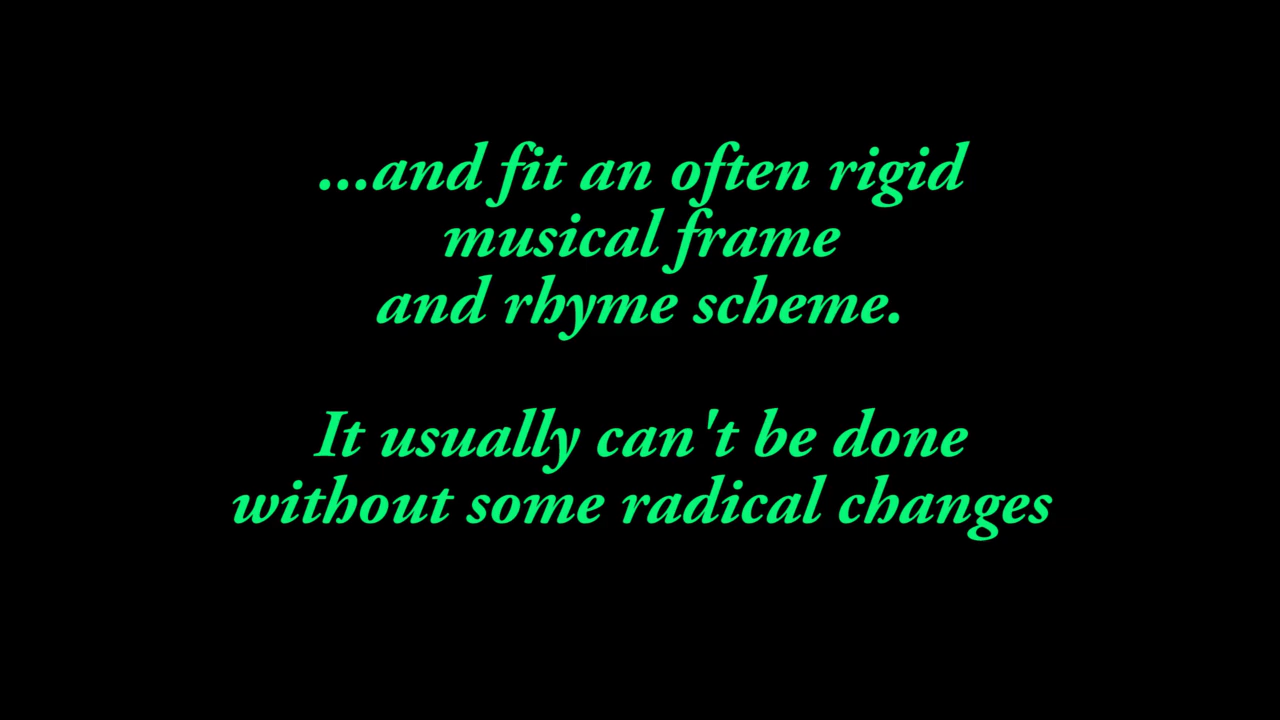 ...and fit an often rigid
musical frame
and rhyme scheme.
It usually can't be done
without some radical changes